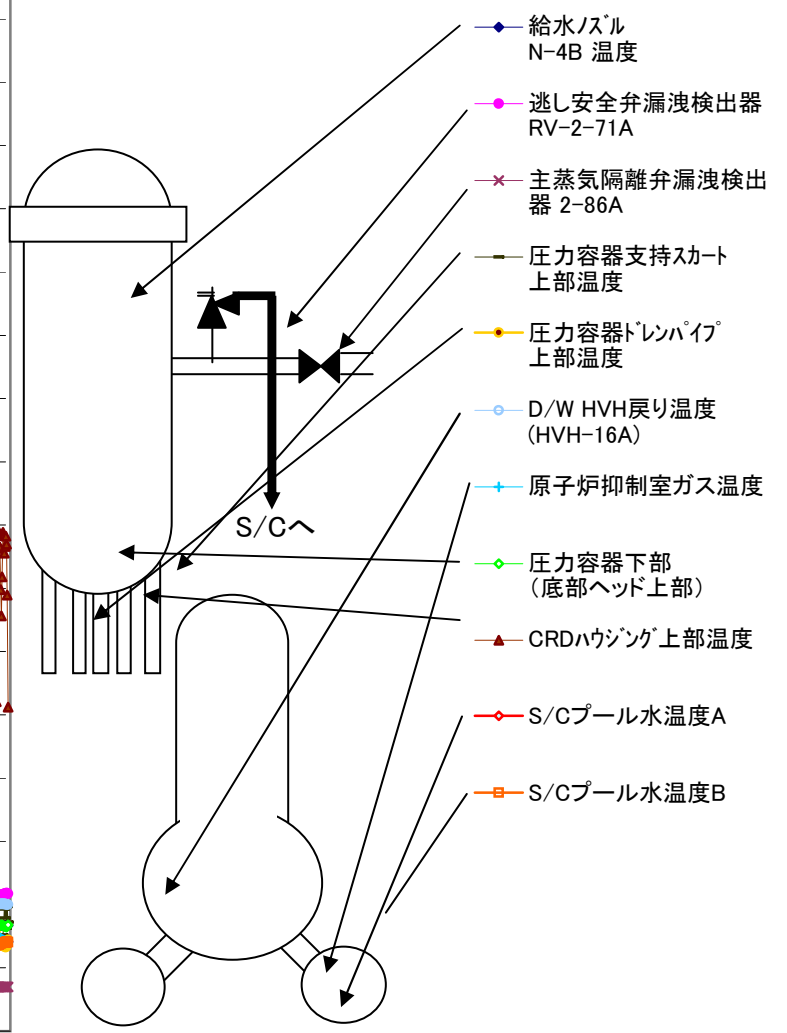 給水ﾉｽﾞﾙ
N-4B 温度
逃し安全弁漏洩検出器
RV-2-71A
主蒸気隔離弁漏洩検出
器 2-86A
圧力容器支持ｽｶｰﾄ
上部温度
圧力容器ﾄﾞﾚﾝﾊﾟｲﾌﾟ
上部温度
D/W HVH戻り温度
(HVH-16A)
原子炉抑制室ガス温度
S/Cへ
圧力容器下部
（底部ヘッド上部）
CRDﾊｳｼﾞﾝｸﾞ上部温度
S/Cプール水温度A
S/Cプール水温度B